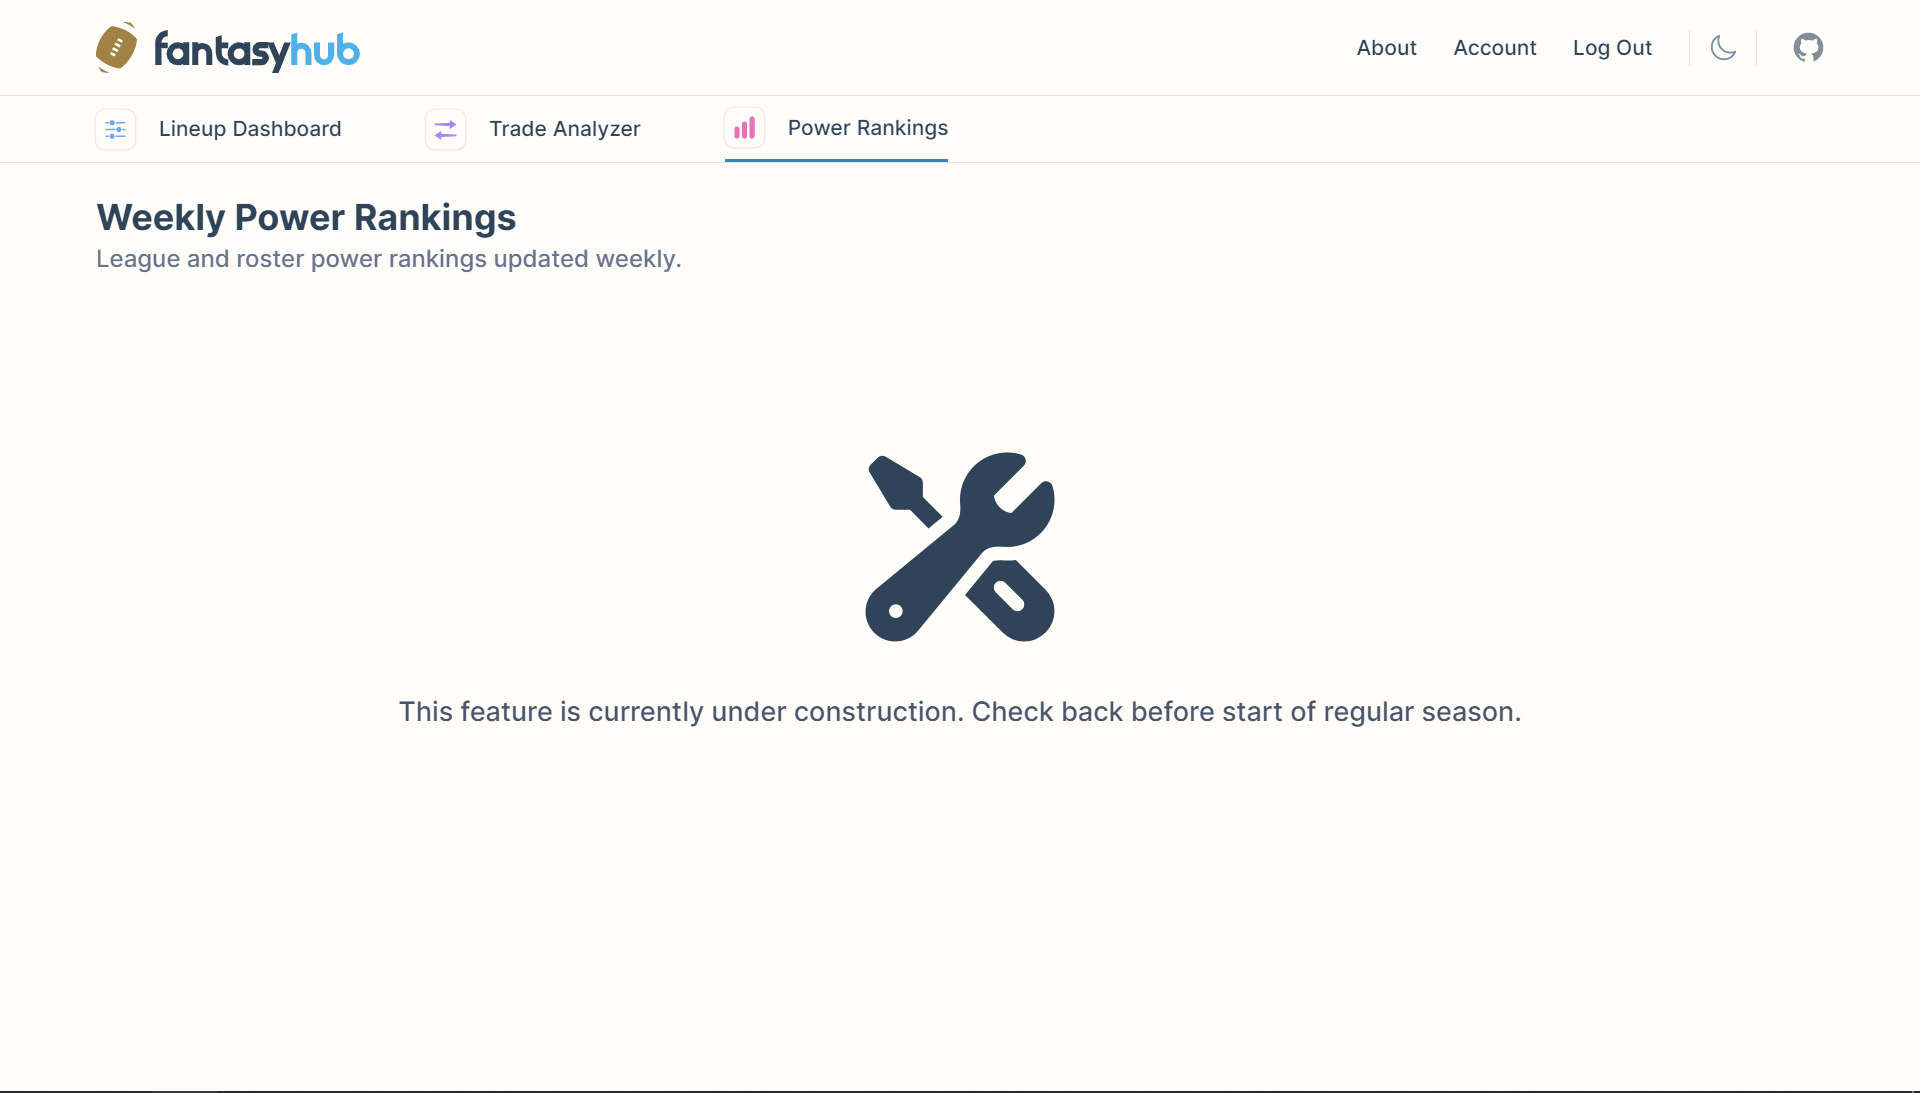 fantasyhub
About
Account
Log Out
Lineup Dashboard
Trade Analyzer
Power Rankings
Weekly Power Rankings
League and roster power rankings updated weekly.
This feature is currently under construction. Check back before start of regular season.